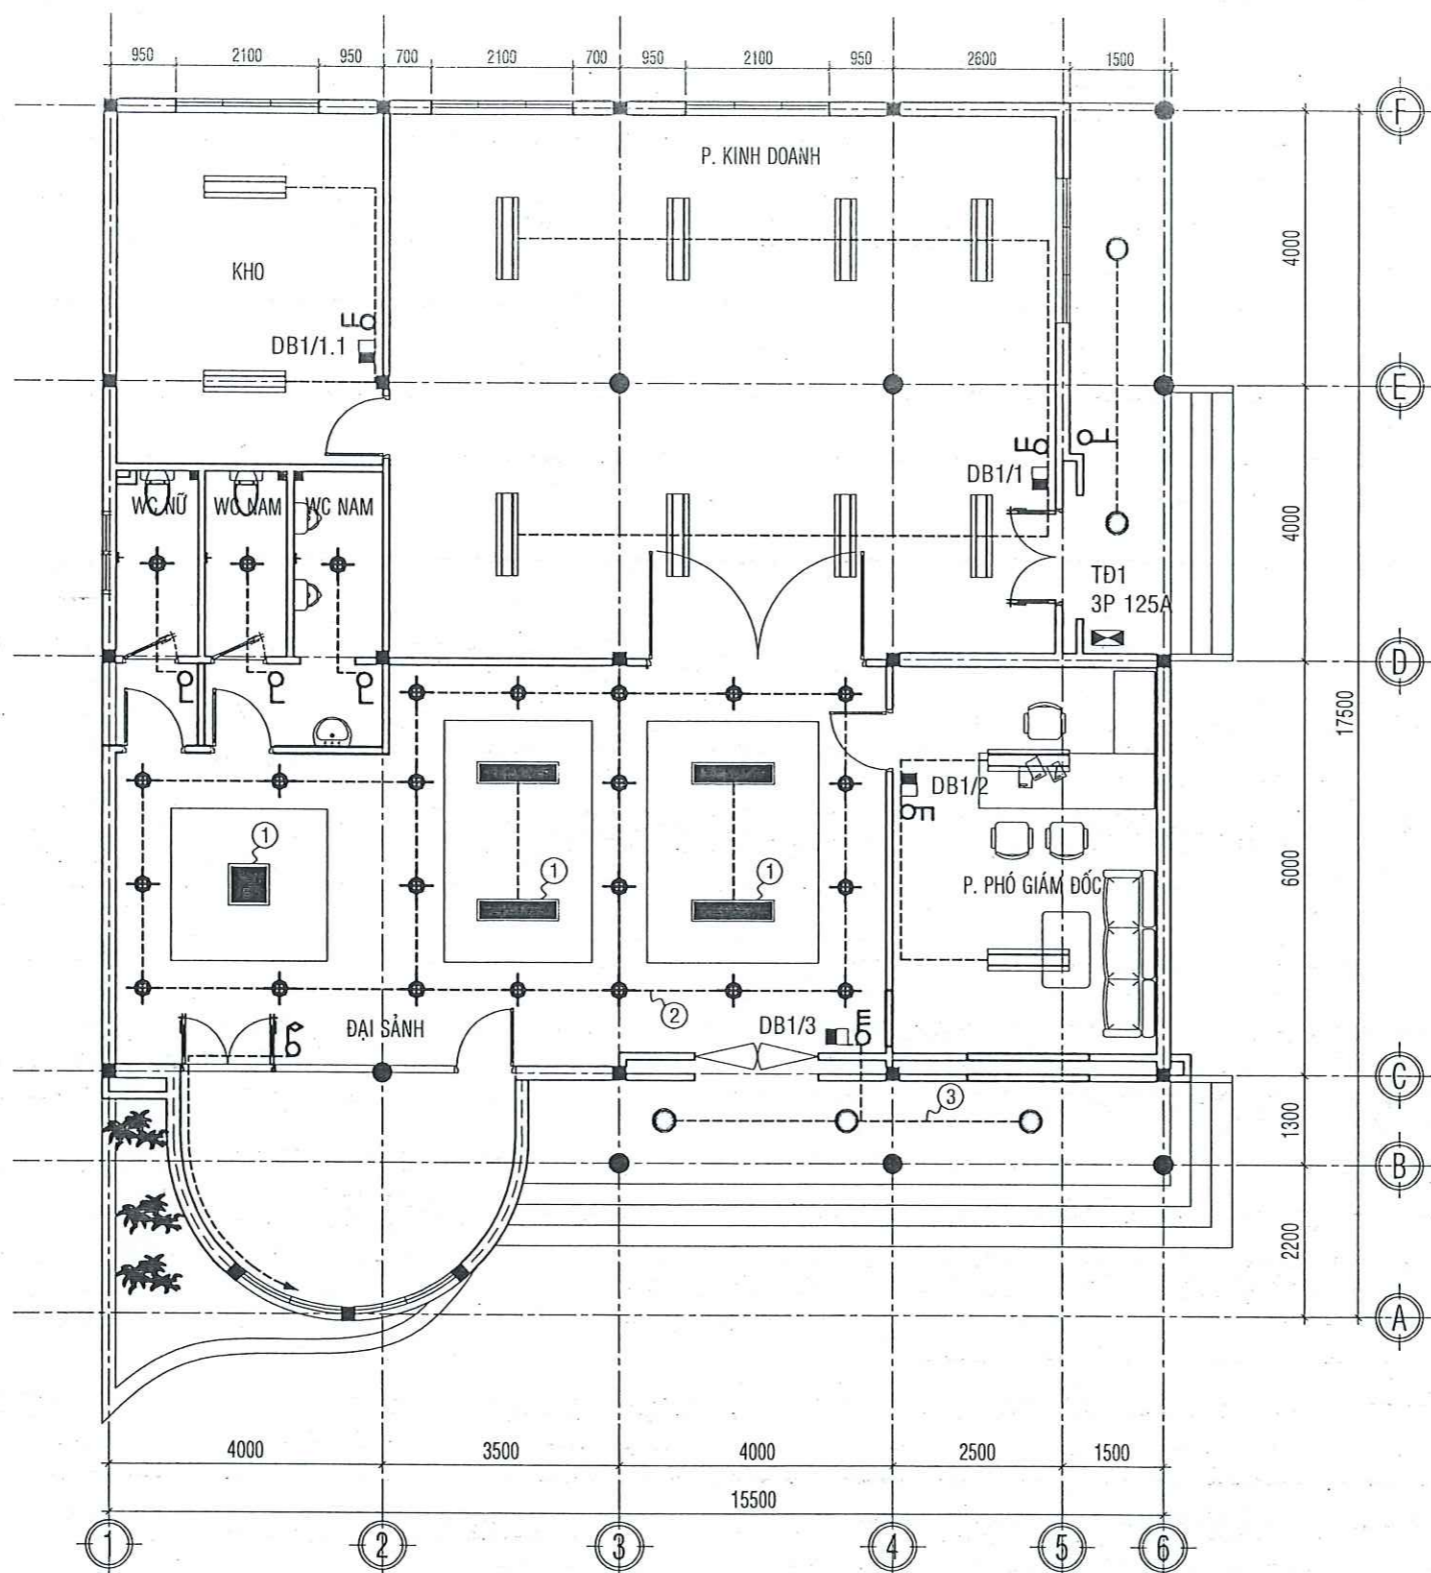 950 2100 950 700 2100 700 950 2100 950 2600 1500
F
P. KINH DOANH
KHO
4000
DB1/1.1
E
DB1/1
WC NỮ WC NAM WC NAM
4000
TĐ1
3P 125A
D
17500
DB1/2
1
1 1
6000
P. PHÓ GIÁM ĐỐC
2
ĐẠI SẢNH
DB1/3
C
3
1300
B
2200
A
4000 3500 4000 2500 1500
15500
1 2 3 4 5 6